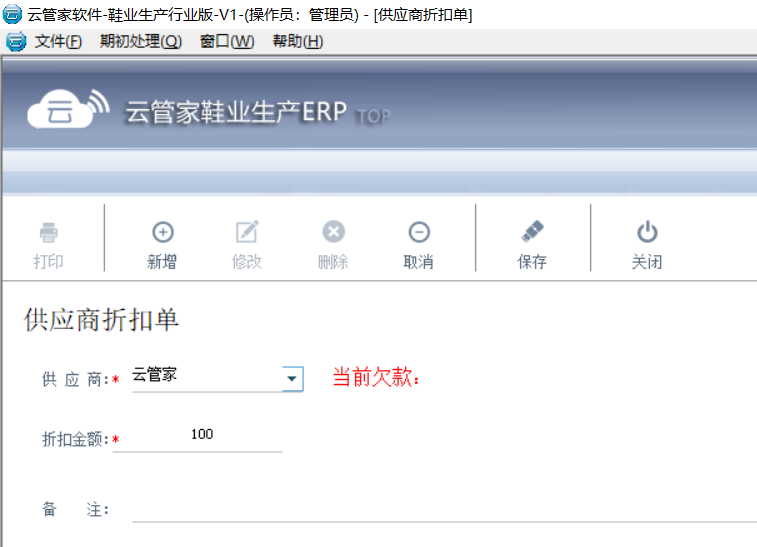 云管家软件-鞋业生产行业版-V1-(操作员：管理员) - [供应商折扣单]
文件(F) 期初处理(Q) 窗口(W) 帮助(H)
云 云管家鞋业生产ERP TOP
打印 新增 修改 删除 取消 保存 关闭
供应商折扣单
供 应 商:* 云管家 当前欠款:
折扣金额:* 100
备 注: